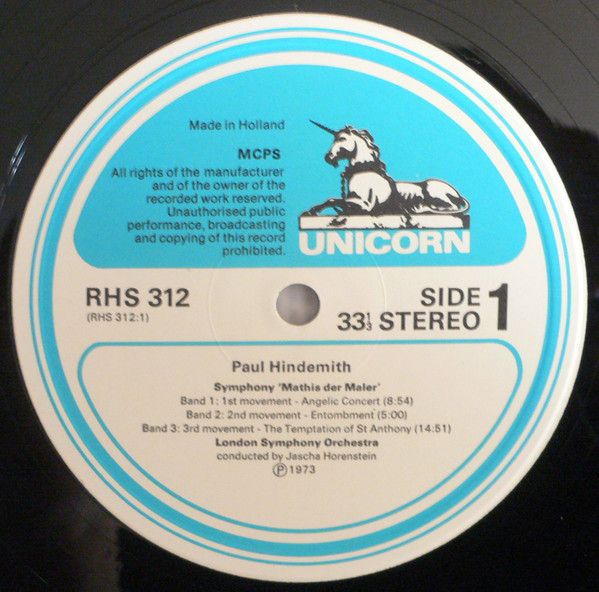 Made in Holland
MCPS
All rights of the manufacturer
and of the owner of the
recorded work reserved.
Unauthorised public
performance, broadcasting
and copying of this record
prohibited.
UNICORN
RHS 312
(RHS 312:1)
SIDE 1
33⅓ STEREO
Paul Hindemith
Symphony 'Mathis der Maler'
Band 1: 1st movement - Angelic Concert (8:54)
Band 2: 2nd movement - Entombment (5:00)
Band 3: 3rd movement - The Temptation of St Anthony (14:51)
London Symphony Orchestra
conducted by Jascha Horenstein
℗1973